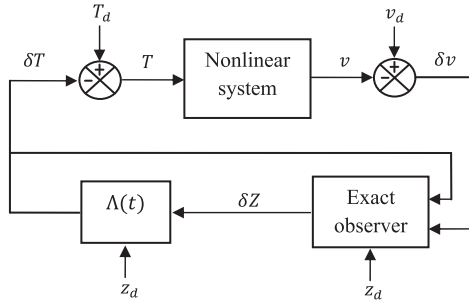 T_d
v_d
δT
T
Nonlinear
system
v
δv
+
-
+
-
Λ(t)
δZ
Exact
observer
z_d
z_d